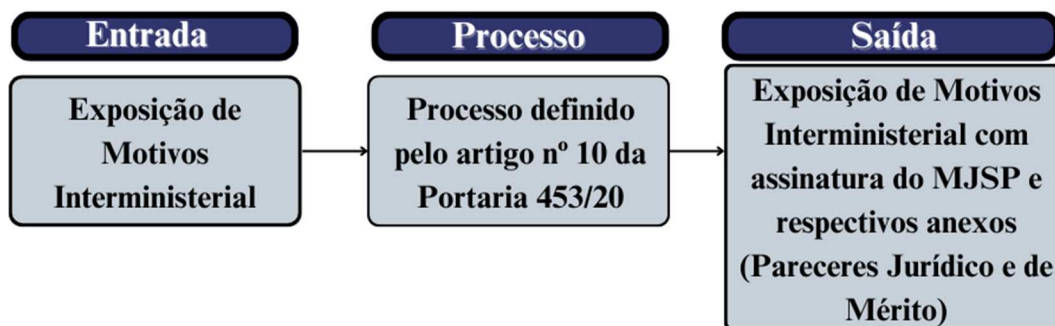 Entrada
Processo
Saída
Exposição de
Motivos
Interministerial
Processo definido
pelo artigo nº 10 da
Portaria 453/20
Exposição de Motivos
Interministerial com
assinatura do MJSP e
respectivos anexos
(Pareceres Jurídico e de
Mérito)